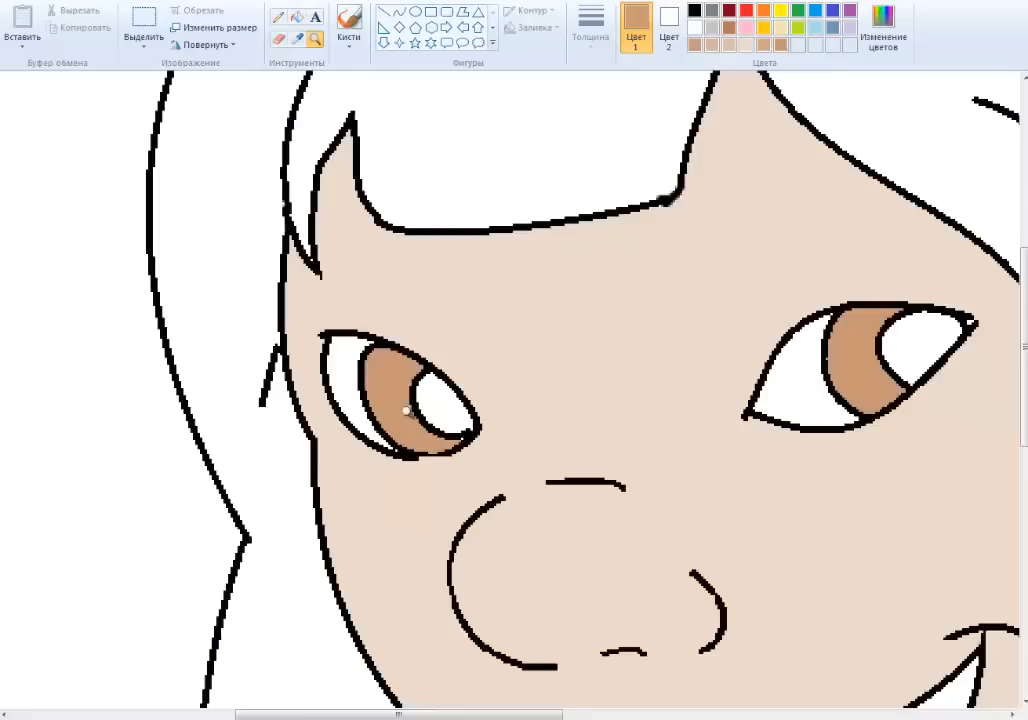 Вставить
Вырезать
Копировать
Буфер обмена
Выделить
Обрезать
Изменить размер
Повернуть
Изображение
A
Инструменты
Кисти
Контур
Заливка
Фигуры
Толщина
Цвет
1
Цвет
2
Изменение
цветов
Цвета